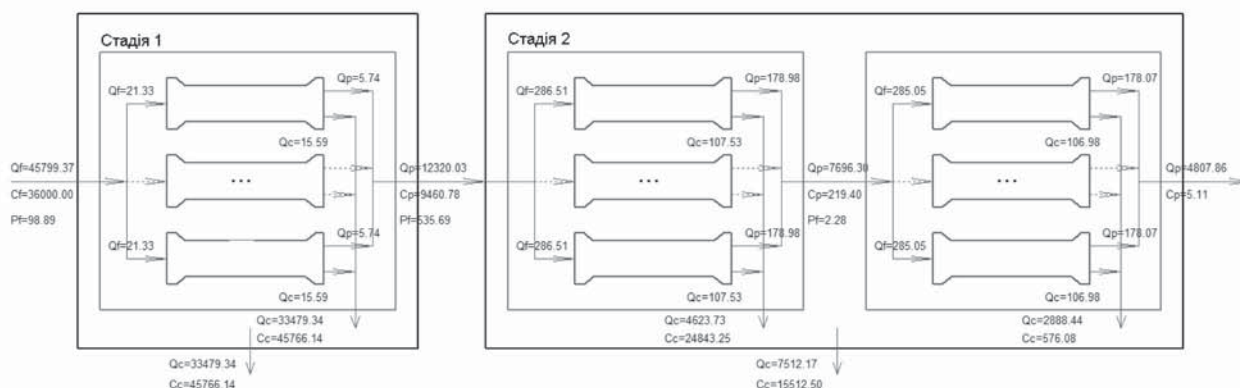 Стадія 1
Qp=5.74
Qf=21.33
Qc=15.59
Qf=45799.37
Cf=36000.00
Pf=98.89
...
Qp=5.74
Qf=21.33
Qc=15.59
Qc=33479.34
Cc=45766.14
Qc=33479.34
Cc=45766.14
Qp=12320.03
Cp=9460.78
Pf=535.69
Стадія 2
Qp=178.98
Qf=286.51
Qc=107.53
...
Qp=178.98
Qf=286.51
Qc=107.53
Qc=4623.73
Cc=24843.25
Qp=7696.30
Cp=219.40
Pf=2.28
Qp=178.07
Qf=285.05
Qc=106.98
...
Qp=178.07
Qf=285.05
Qc=106.98
Qc=2888.44
Cc=576.08
Qp=4807.86
Cp=5.11
Qc=7512.17
Cc=15512.50